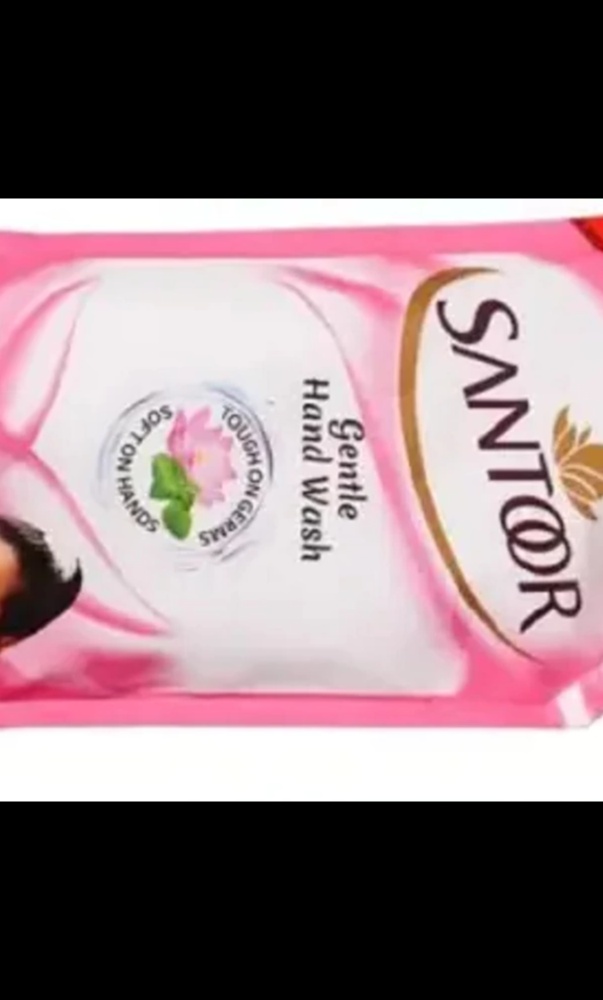 SANTOOR
Gentle
Hand Wash
TOUGH ON GERMS
SOFT ON HANDS